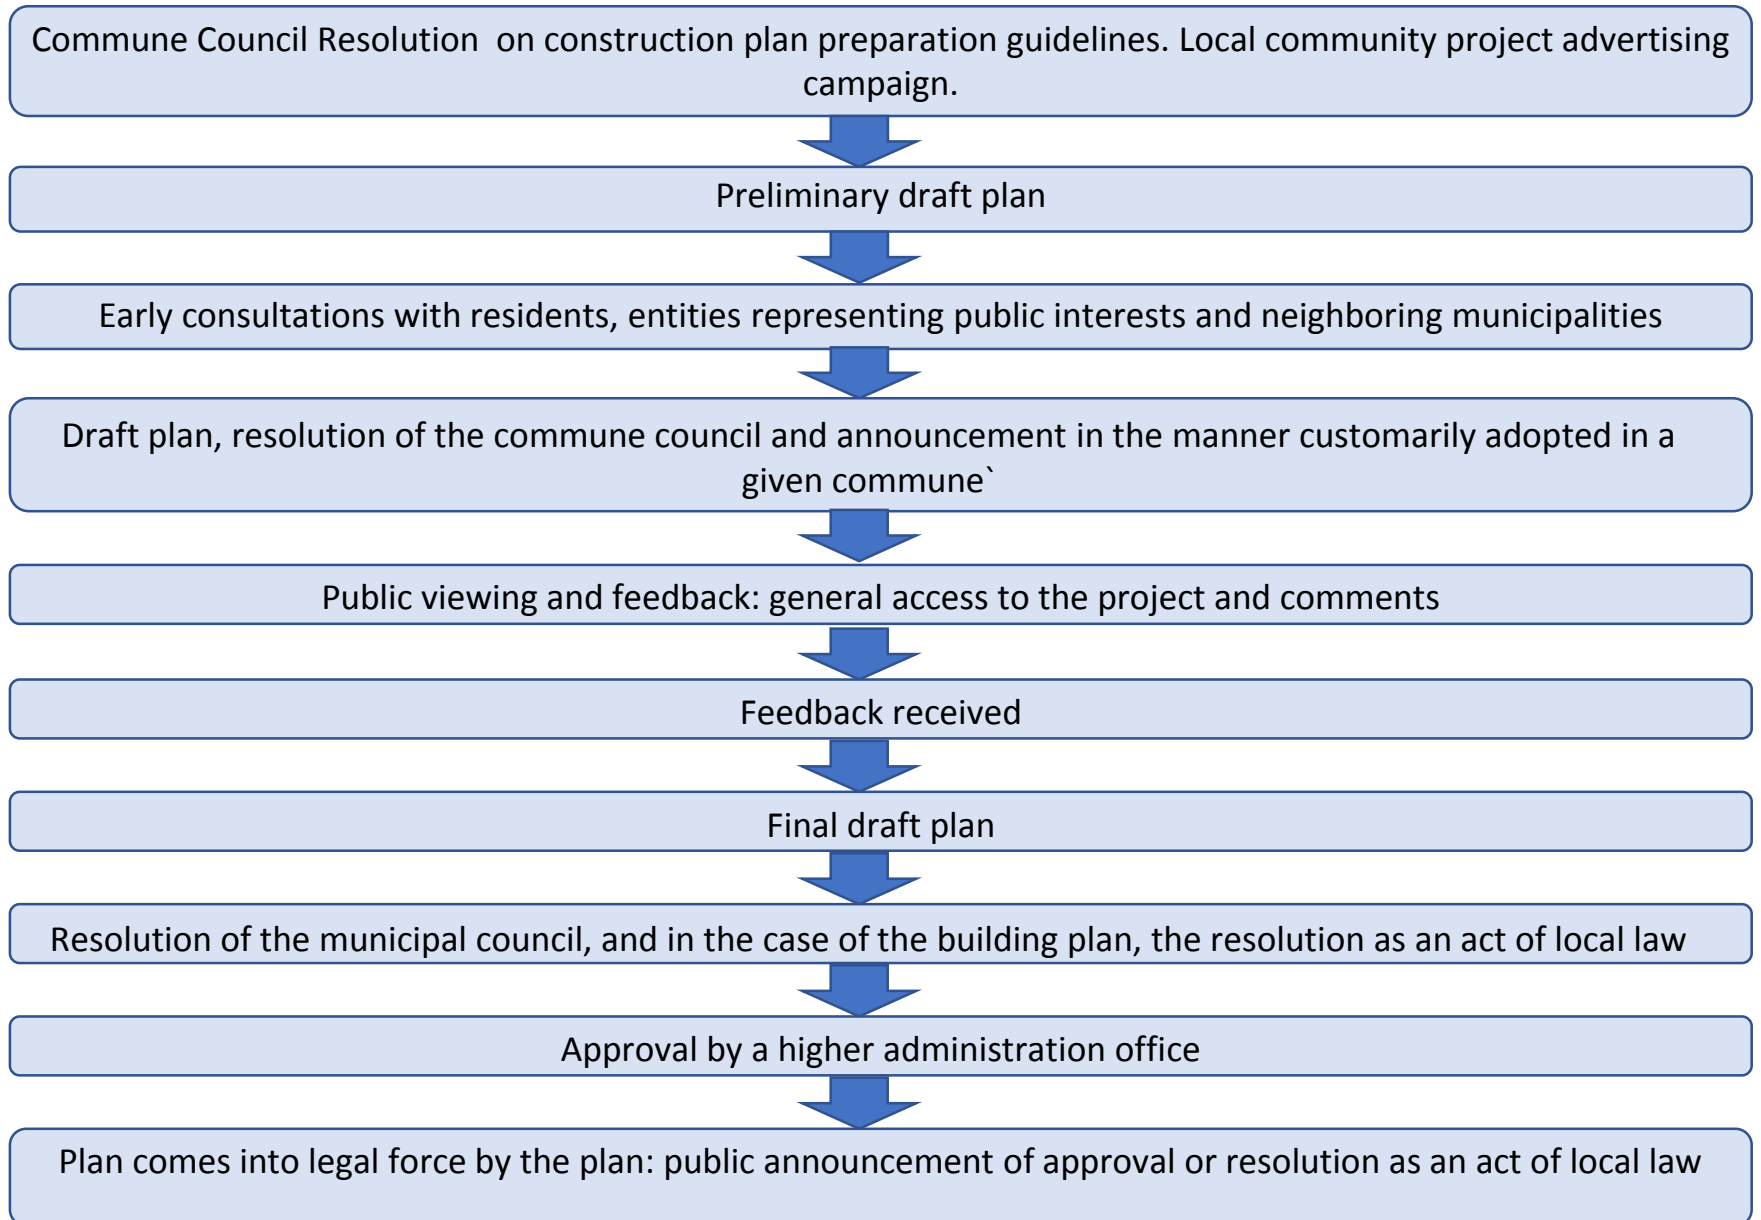 Commune Council Resolution  on construction plan preparation guidelines. Local community project advertising
campaign.
Preliminary draft plan
Early consultations with residents, entities representing public interests and neighboring municipalities
Draft plan, resolution of the commune council and announcement in the manner customarily adopted in a
given commune`
Public viewing and feedback: general access to the project and comments
Feedback received
Final draft plan
Resolution of the municipal council, and in the case of the building plan, the resolution as an act of local law
Approval by a higher administration office
Plan comes into legal force by the plan: public announcement of approval or resolution as an act of local law